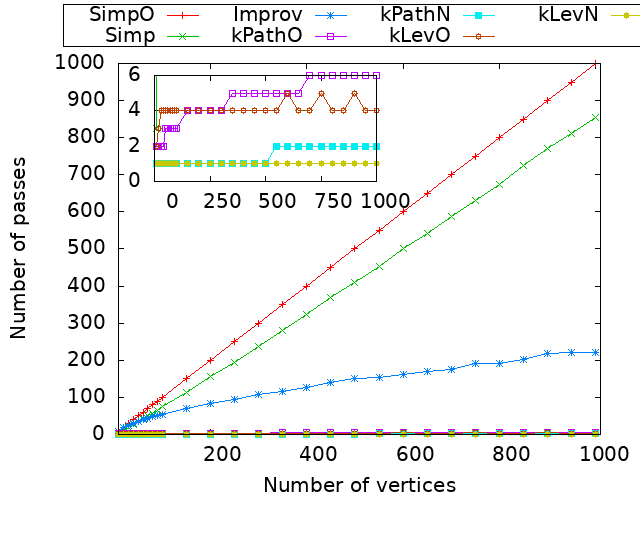 SimpO Improv kPathN kLevN
Simp kPathO kLevO
1000
900
800
700
600
500
400
300
200
100
0
6
4
2
0
0 250 500 750 1000
200 400 600 800 1000
Number of passes
Number of vertices